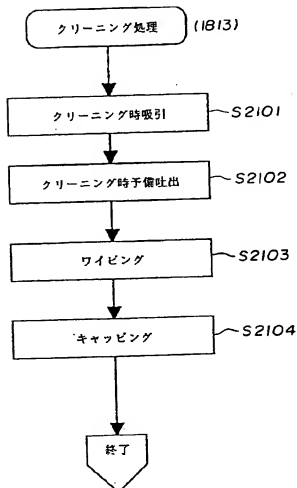 クリーニング処理 (1813)
クリーニング時吸引 S2101
クリーニング時予備吐出 S2102
ワイピング S2103
キャッピング S2104
終了